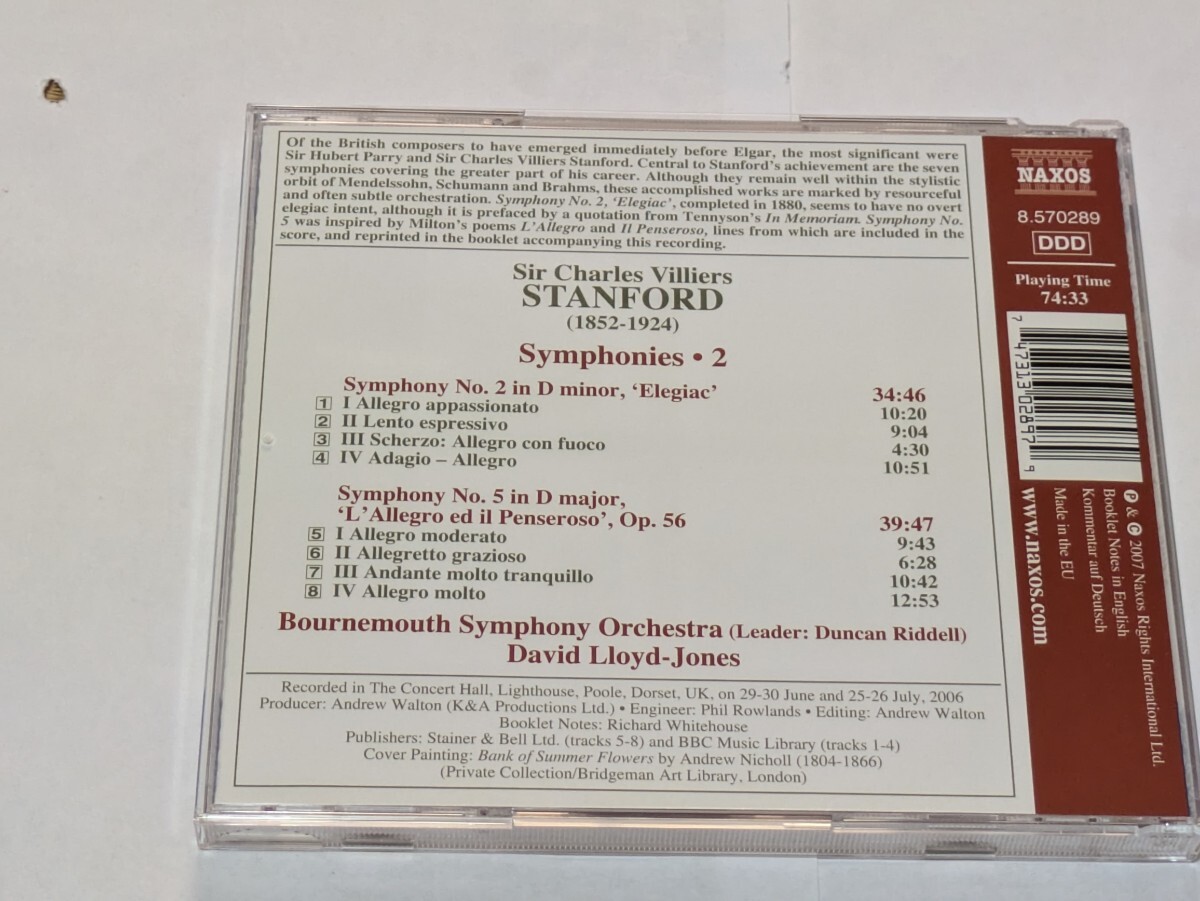 Of the British composers to have emerged immediately before Elgar, the most significant were
Sir Hubert Parry and Sir Charles Villiers Stanford. Central to Stanford's achievement are the seven
symphonies covering the greater part of his career. Although they remain well within the stylistic
orbit of Mendelssohn, Schumann and Brahms, these accomplished works are marked by resourceful
and often subtle orchestration. Symphony No. 2, 'Elegiac', completed in 1880, seems to have no overt
elegiac intent, although it is prefaced by a quotation from Tennyson's In Memoriam. Symphony No.
5 was inspired by Milton's poems L'Allegro and Il Penseroso, lines from which are included in the
score, and reprinted in the booklet accompanying this recording.
Sir Charles Villiers
STANFORD
(1852-1924)
Symphonies • 2
Symphony No. 2 in D minor, 'Elegiac' 34:46
1 I Allegro appassionato 10:20
2 II Lento espressivo 9:04
3 III Scherzo: Allegro con fuoco 4:30
4 IV Adagio – Allegro 10:51
Symphony No. 5 in D major,
'L'Allegro ed il Penseroso', Op. 56 39:47
5 I Allegro moderato 9:43
6 II Allegretto grazioso 6:28
7 III Andante molto tranquillo 10:42
8 IV Allegro molto 12:53
Bournemouth Symphony Orchestra (Leader: Duncan Riddell)
David Lloyd-Jones
Recorded in The Concert Hall, Lighthouse, Poole, Dorset, UK, on 29-30 June and 25-26 July, 2006
Producer: Andrew Walton (K&A Productions Ltd.) • Engineer: Phil Rowlands • Editing: Andrew Walton
Booklet Notes: Richard Whitehouse
Publishers: Stainer & Bell Ltd. (tracks 5-8) and BBC Music Library (tracks 1-4)
Cover Painting: Bank of Summer Flowers by Andrew Nicholl (1804-1866)
(Private Collection/Bridgeman Art Library, London)
NAXOS
8.570289
DDD
Playing Time
74:33
7 47313 02897 9
℗ & © 2007 Naxos Rights International Ltd.
Booklet Notes in English
Kommentar auf Deutsch
Made in the EU
www.naxos.com